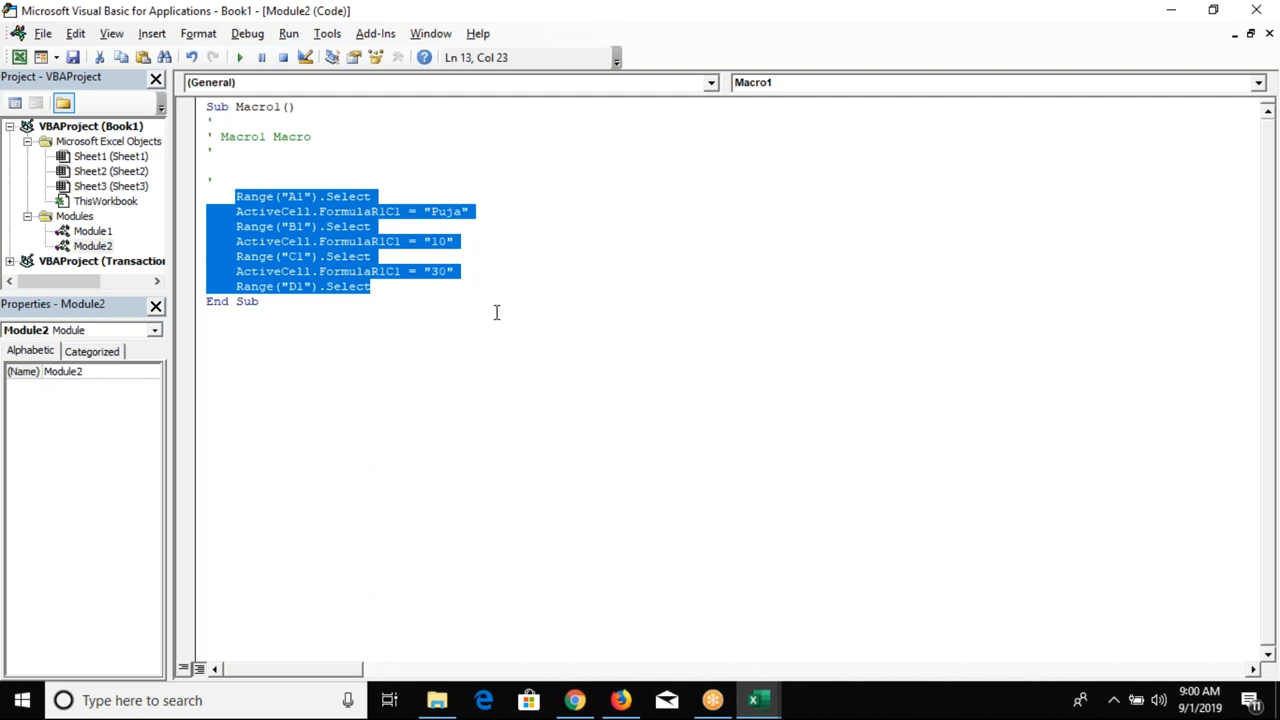 Microsoft Visual Basic for Applications - Book1 - [Module2 (Code)]
File Edit View Insert Format Debug Run Tools Add-Ins Window Help
Ln 13, Col 23
Project - VBAProject
(General)
Macro1
VBAProject (Book1)
Microsoft Excel Objects
Sheet1 (Sheet1)
Sheet2 (Sheet2)
Sheet3 (Sheet3)
ThisWorkbook
Modules
Module1
Module2
VBAProject (Transaction
Properties - Module2
Module2 Module
Alphabetic Categorized
(Name) Module2
Sub Macro1()
'
' Macro1 Macro
'
'
Range("A1").Select
ActiveCell.FormulaR1C1 = "Puja"
Range("B1").Select
ActiveCell.FormulaR1C1 = "10"
Range("C1").Select
ActiveCell.FormulaR1C1 = "30"
Range("D1").Select
End Sub
Type here to search
9:00 AM
9/1/2019
11